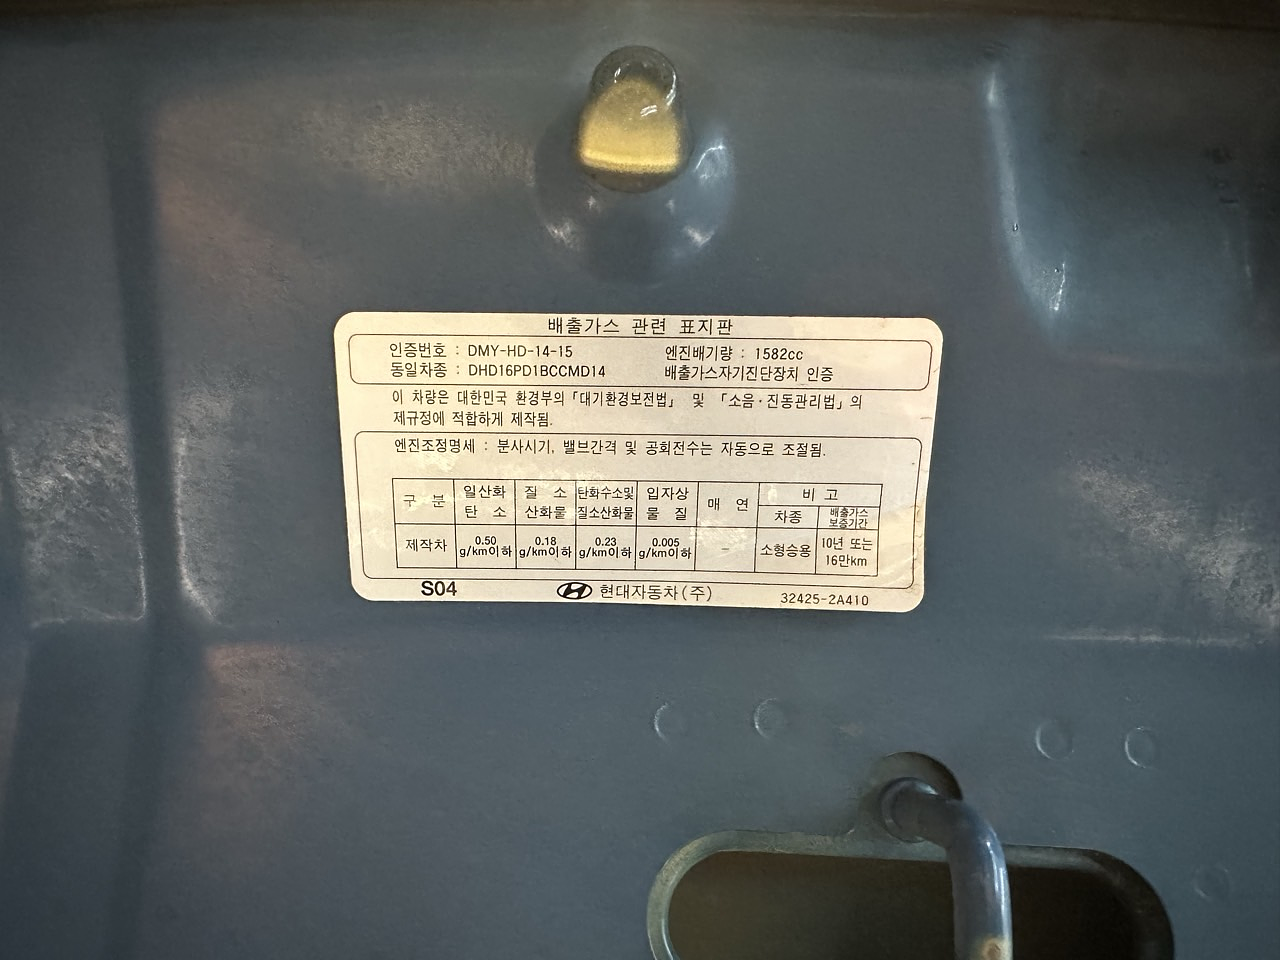 배출가스 관련 표지판
인증번호 : DMY-HD-14-15 엔진배기량 : 1582cc
동일차종 : DHD16PD1BCCMD14 배출가스자기진단장치 인증
이 차량은 대한민국 환경부의 「대기환경보전법」 및 「소음·진동관리법」의
제규정에 적합하게 제작됨.
엔진조정명세 : 분사시기, 밸브간격 및 공회전수는 자동으로 조절됨.
구 분 일산화 탄 소 질 소 산화물 탄화수소및 질소산화물 입자상 물 질 매 연 비 고
차종 배출가스 보증기간
제작차 0.50 g/km이하 0.18 g/km이하 0.23 g/km이하 0.005 g/km이하 – 소형승용 10년 또는 16만km
S04 현대자동차(주) 32425-2A410